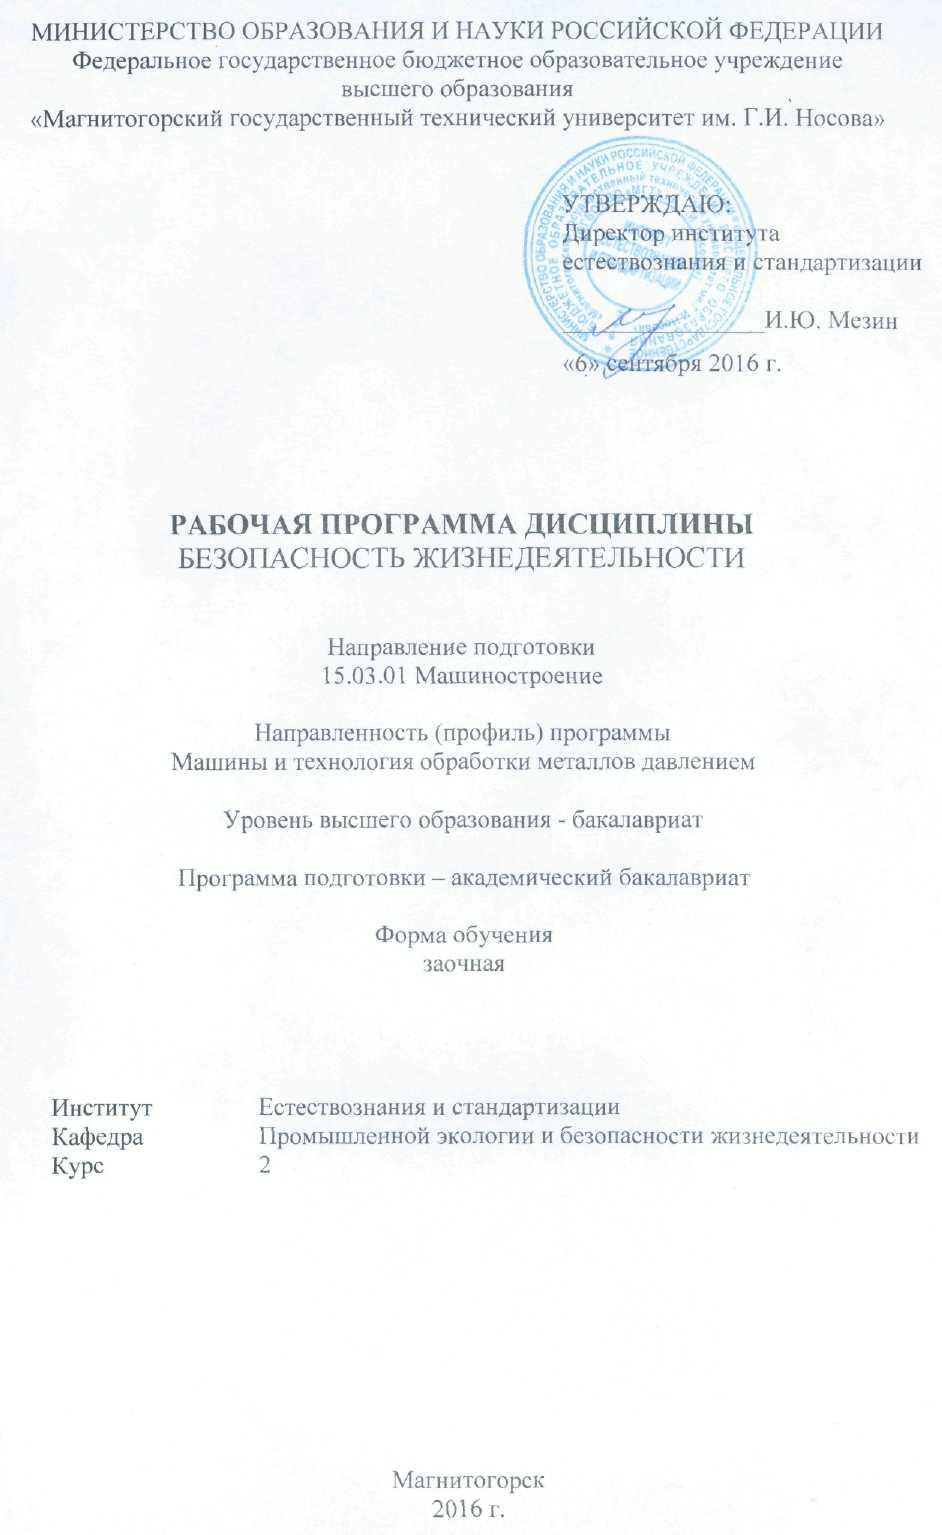 МИНИСТЕРСТВО ОБРАЗОВАНИЯ И НАУКИ РОССИЙСКОЙ ФЕДЕРАЦИИ
Федеральное государственное бюджетное образовательное учреждение
высшего образования
«Магнитогорский государственный технический университет им. Г.И. Носова»
УТВЕРЖДАЮ:
Директор института
естествознания и стандартизации
И.Ю. Мезин
«6» сентября 2016 г.
РАБОЧАЯ ПРОГРАММА ДИСЦИПЛИНЫ
БЕЗОПАСНОСТЬ ЖИЗНЕДЕЯТЕЛЬНОСТИ
Направление подготовки
15.03.01 Машиностроение
Направленность (профиль) программы
Машины и технология обработки металлов давлением
Уровень высшего образования - бакалавриат
Программа подготовки – академический бакалавриат
Форма обучения
заочная
Институт Естествознания и стандартизации
Кафедра Промышленной экологии и безопасности жизнедеятельности
Курс 2
Магнитогорск
2016 г.